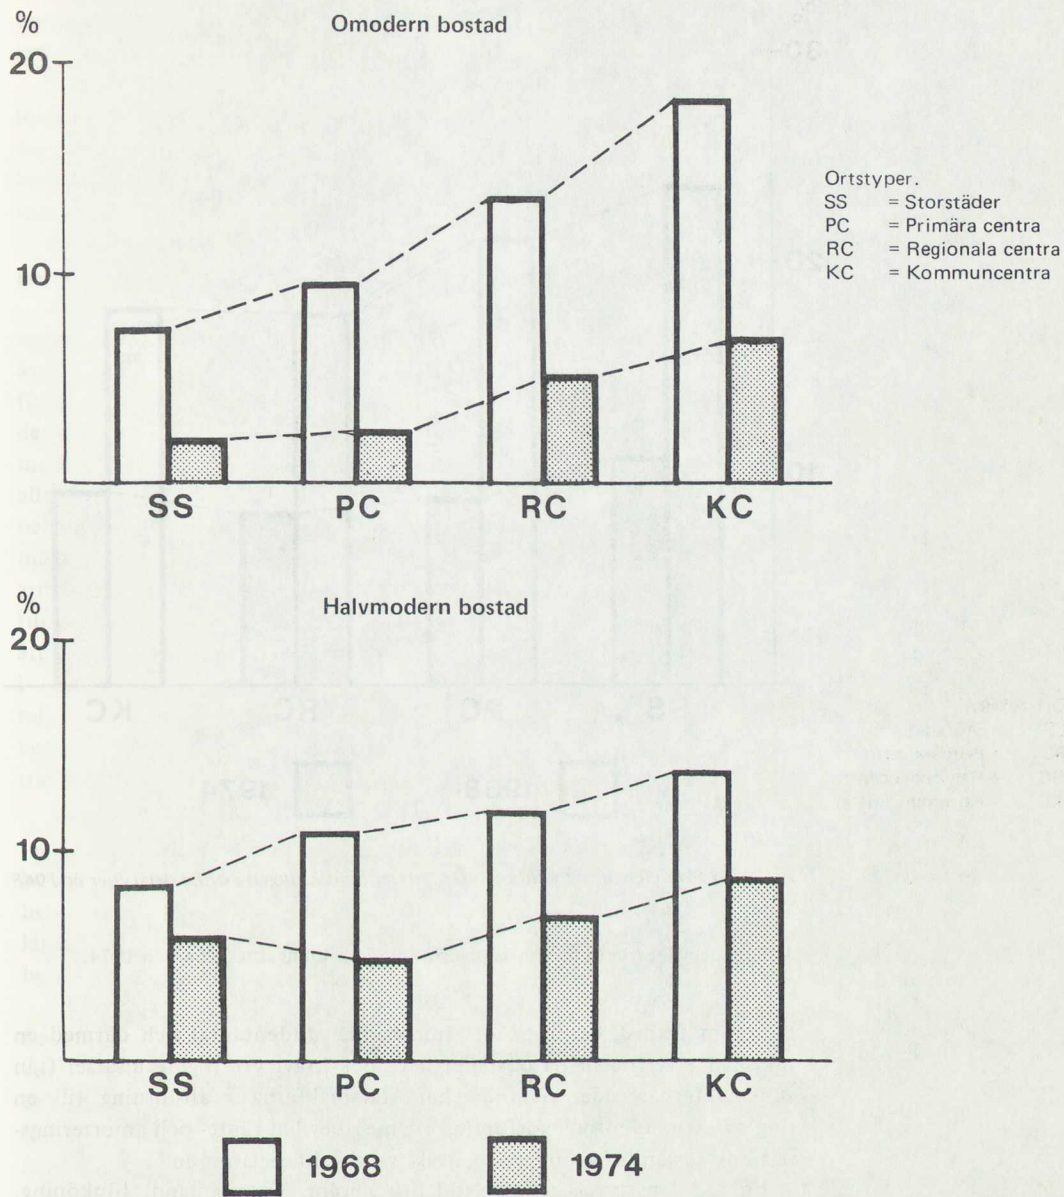 %
Omodern bostad
20
10
SS PC RC KC
Ortstyper.
SS = Storstäder
PC = Primära centra
RC = Regionala centra
KC = Kommuncentra
%
Halvmodern bostad
20
10
SS PC RC KC
1968 1974